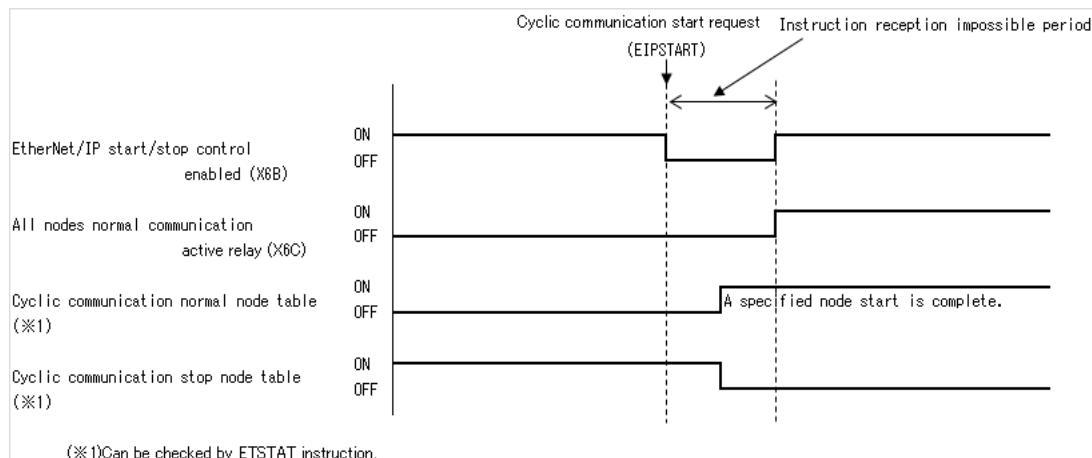 Cyclic communication start request
(EIPSTART)
Instruction reception impossible period
EtherNet/IP start/stop control
enabled (X6B)
ON
OFF
All nodes normal communication
active relay (X6C)
ON
OFF
Cyclic communication normal node table
(※1)
ON
OFF
A specified node start is complete.
Cyclic communication stop node table
(※1)
ON
OFF
(※1)Can be checked by ETSTAT instruction.